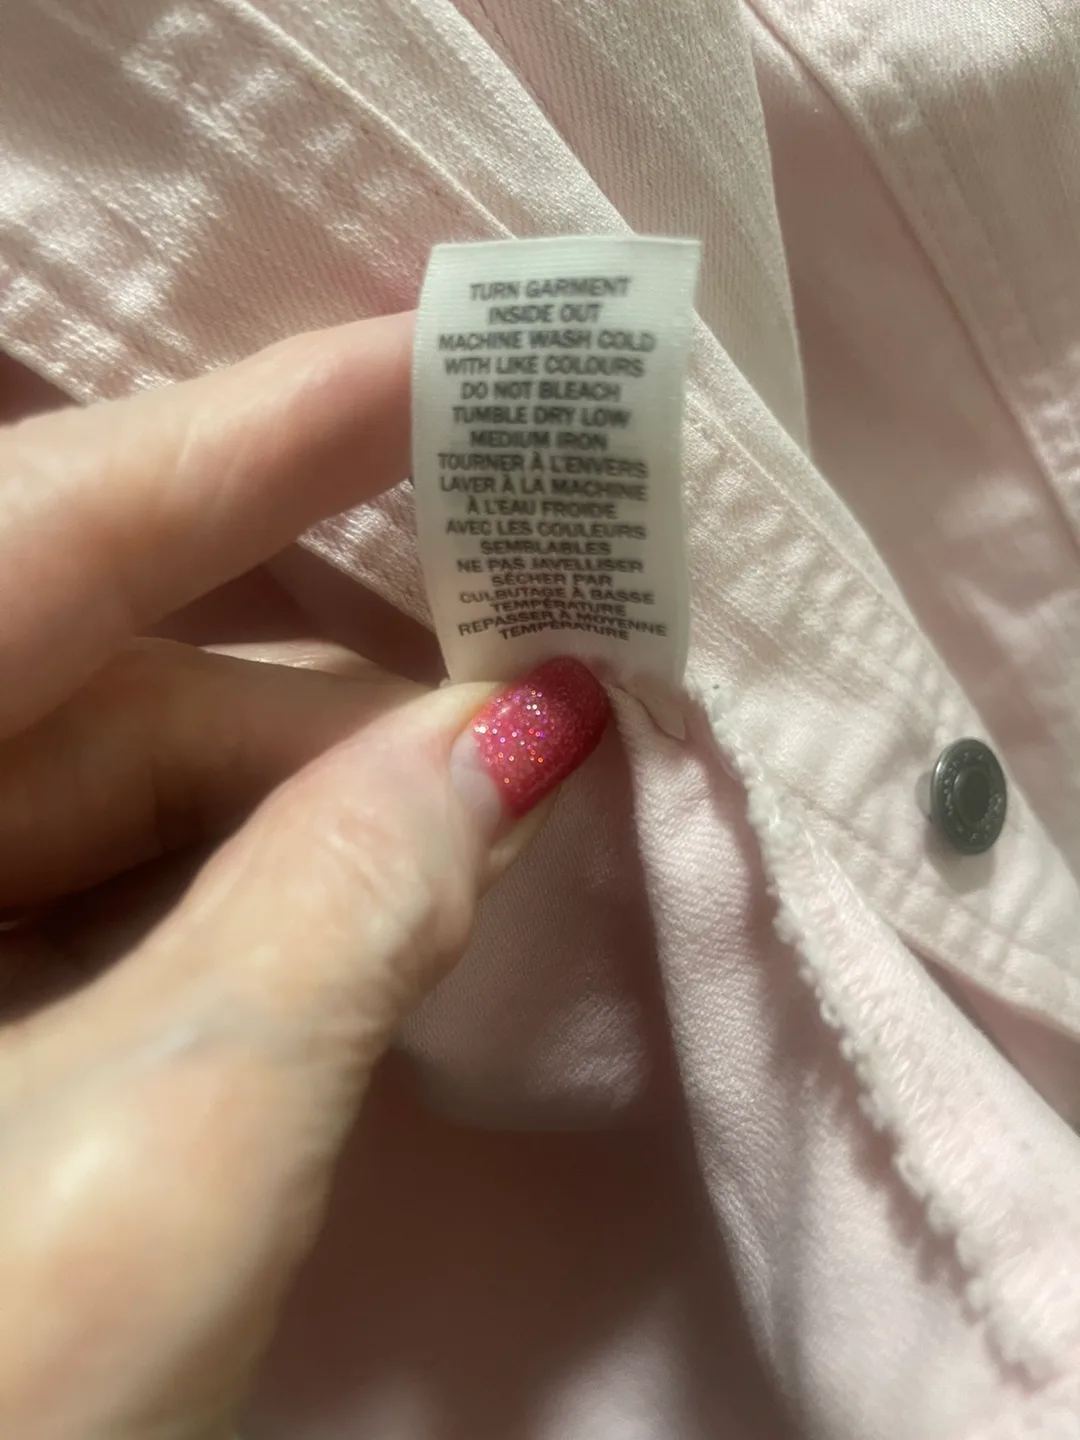 TURN GARMENT
INSIDE OUT
MACHINE WASH COLD
WITH LIKE COLOURS
DO NOT BLEACH
TUMBLE DRY LOW
MEDIUM IRON
TOURNER À L'ENVERS
LAVER À LA MACHINE
À L'EAU FROIDE
AVEC LES COULEURS
SEMBLABLES
NE PAS JAVELLISER
SÉCHER PAR
CULBUTAGE À BASSE
TEMPÉRATURE
REPASSER À MOYENNE
TEMPÉRATURE